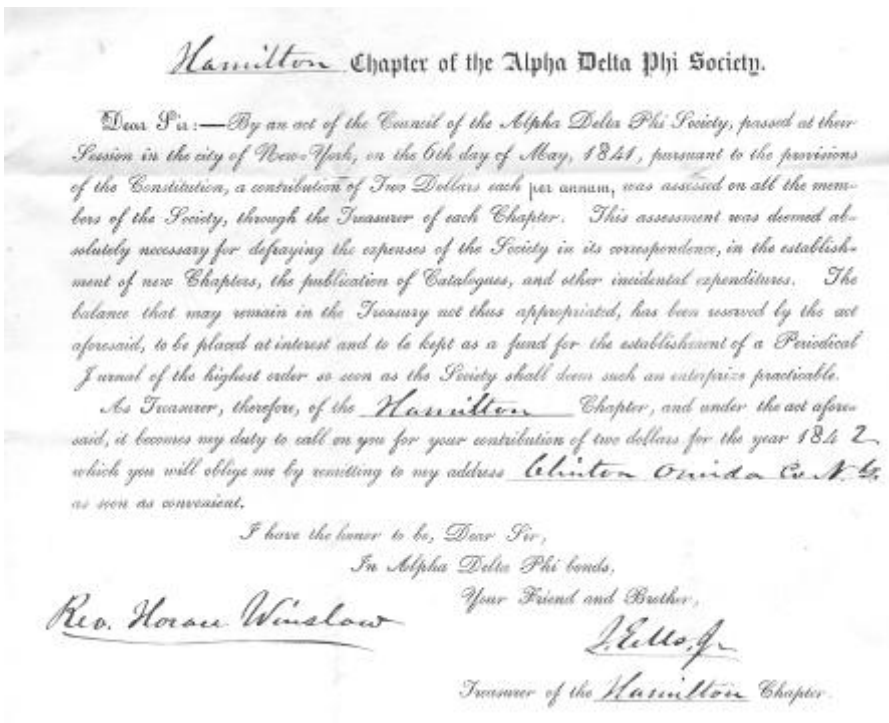 Hamilton Chapter of the Alpha Delta Phi Society.
Dear Sir:—By an act of the Council of the Alpha Delta Phi Society, passed at their
Session in the city of New-York, on the 6th day of May, 1841, pursuant to the provisions
of the Constitution, a contribution of Two Dollars each per annum, was assessed on all the mem-
bers of the Society, through the Treasurer of each Chapter. This assessment was deemed ab-
solutely necessary for defraying the expenses of the Society in its correspondence, in the establish-
ment of new Chapters, the publication of Catalogues, and other incidental expenditures. The
balance that may remain in the Treasury not thus appropriated, has been reserved by the act
aforesaid, to be placed at interest and to be kept as a fund for the establishment of a Periodical
J urnal of the highest order so soon as the Society shall deem such an enterprize practicable.
As Treasurer, therefore, of the Hamilton Chapter, and under the act afore-
said, it becomes my duty to call on you for your contribution of two dollars for the year 1842
which you will oblige me by remitting to my address Clinton Oneida Co N.Y.
as soon as convenient.
I have the honor to be, Dear Sir,
In Alpha Delta Phi bonds,
Your Friend and Brother,
Rev. Horace Winslow
J. Eells, Jr
Treasurer of the Hamilton Chapter.